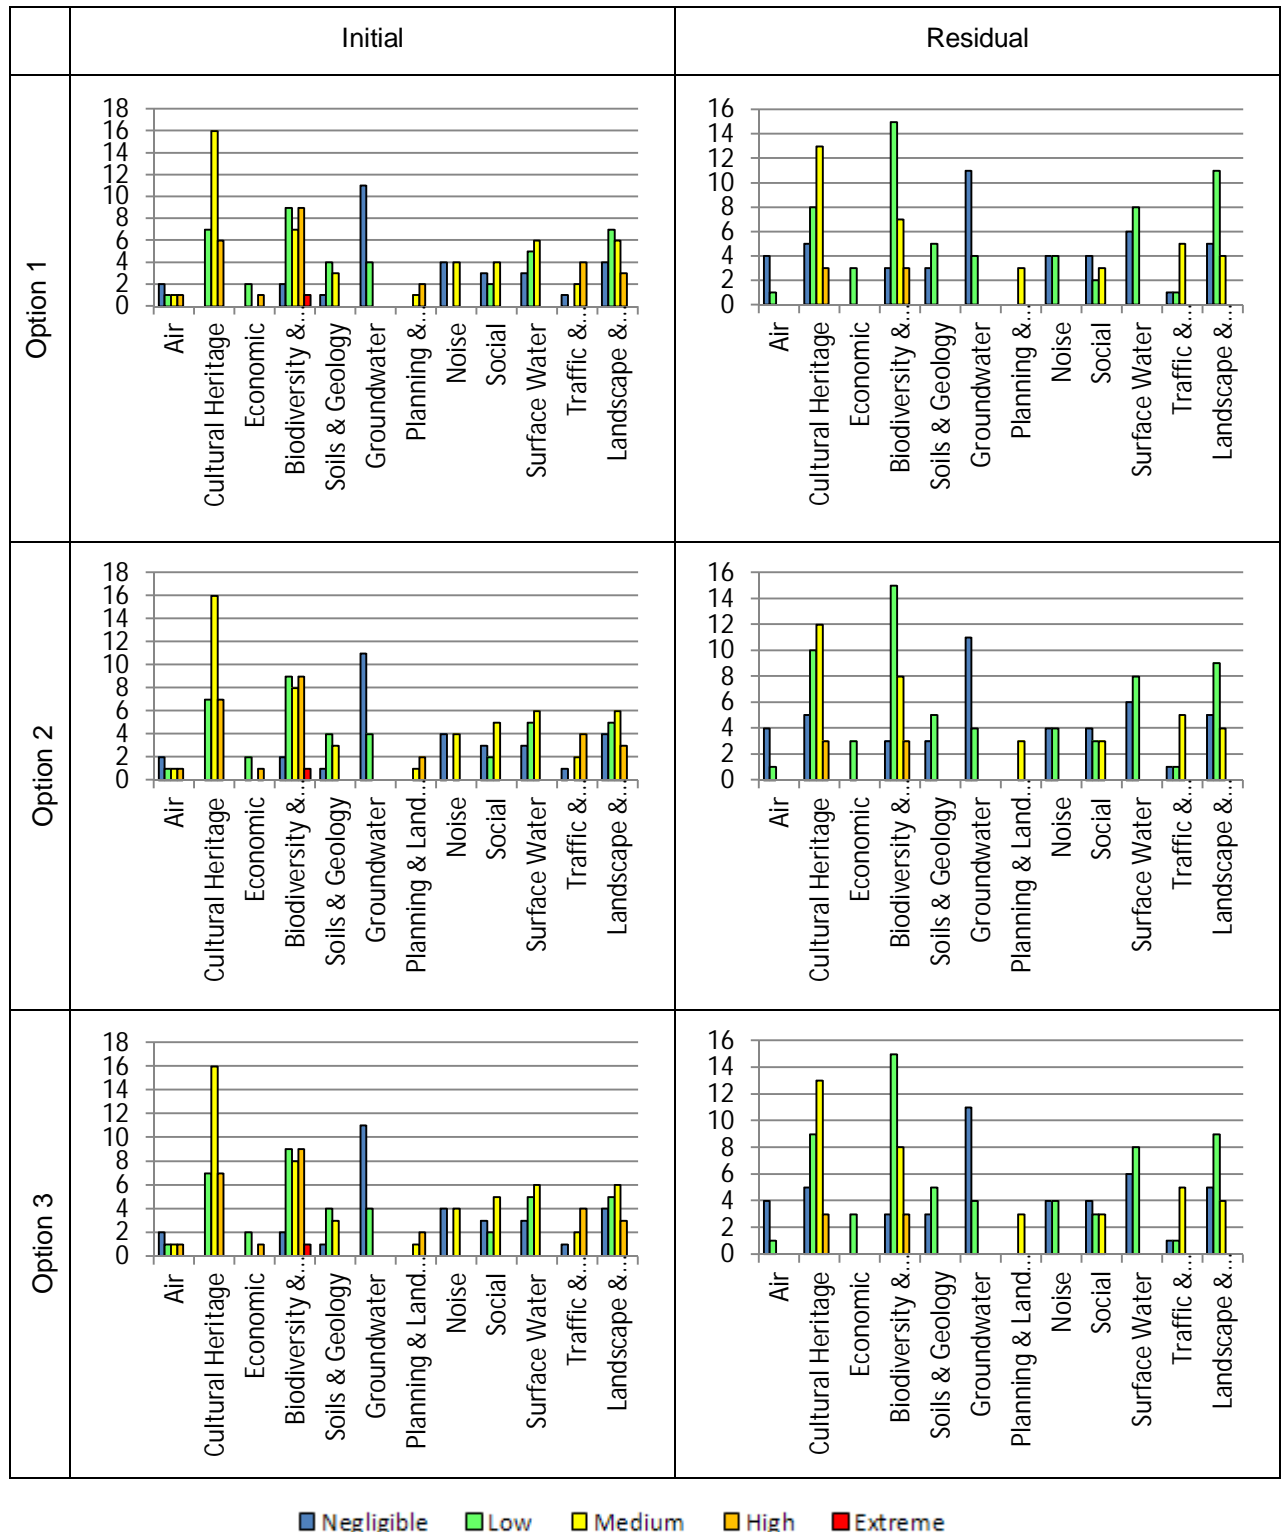 Initial
Residual
Option 1
18
16
14
12
10
8
6
4
2
0
Air
Cultural Heritage
Economic
Biodiversity &...
Soils & Geology
Groundwater
Planning &...
Noise
Social
Surface Water
Traffic &...
Landscape &...
16
14
12
10
8
6
4
2
0
Air
Cultural Heritage
Economic
Biodiversity &...
Soils & Geology
Groundwater
Planning &...
Noise
Social
Surface Water
Traffic &...
Landscape &...
Option 2
18
16
14
12
10
8
6
4
2
0
Air
Cultural Heritage
Economic
Biodiversity &...
Soils & Geology
Groundwater
Planning & Land...
Noise
Social
Surface Water
Traffic &...
Landscape &...
16
14
12
10
8
6
4
2
0
Air
Cultural Heritage
Economic
Biodiversity &...
Soils & Geology
Groundwater
Planning & Land...
Noise
Social
Surface Water
Traffic &...
Landscape &...
Option 3
18
16
14
12
10
8
6
4
2
0
Air
Cultural Heritage
Economic
Biodiversity &...
Soils & Geology
Groundwater
Planning & Land...
Noise
Social
Surface Water
Traffic &...
Landscape &...
16
14
12
10
8
6
4
2
0
Air
Cultural Heritage
Economic
Biodiversity &...
Soils & Geology
Groundwater
Planning & Land...
Noise
Social
Surface Water
Traffic &...
Landscape &...
Negligible Low Medium High Extreme